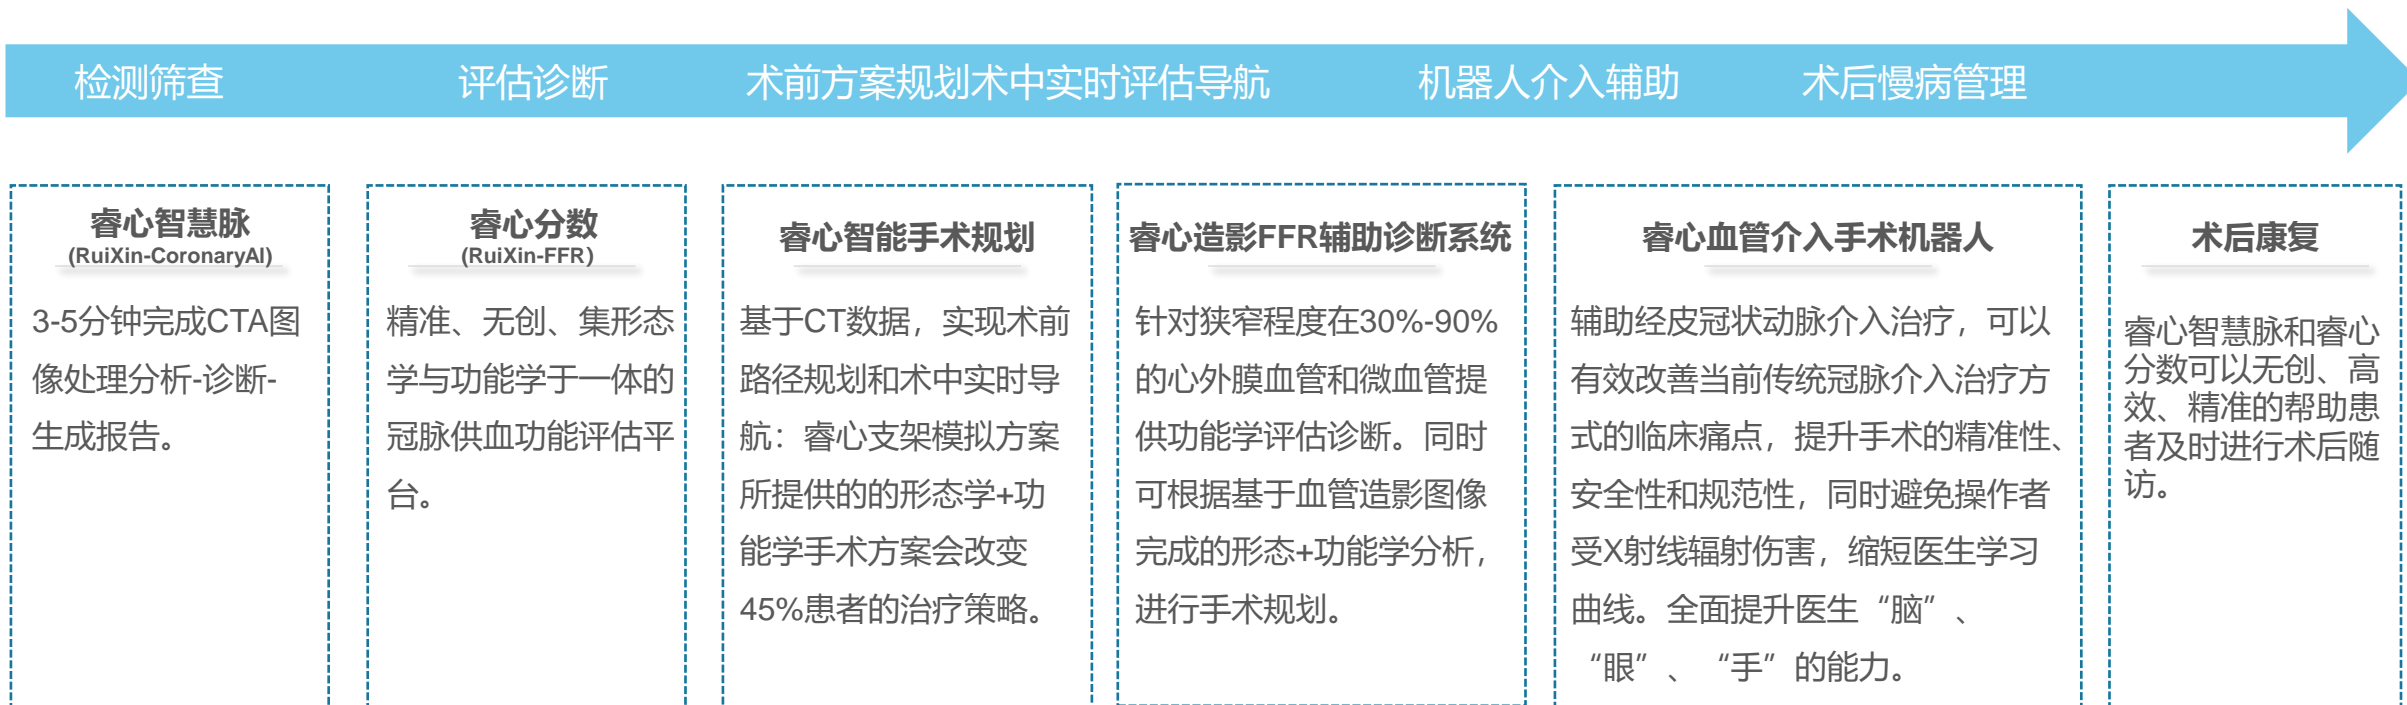 检测筛查
评估诊断
术前方案规划术中实时评估导航
机器人介入辅助
术后慢病管理
睿心智慧脉
(RuiXin-CoronaryAI)
3-5分钟完成CTA图
像处理分析-诊断-
生成报告。
睿心分数
(RuiXin-FFR)
精准、无创、集形态
学与功能学于一体的
冠脉供血功能评估平
台。
睿心智能手术规划
基于CT数据，实现术前
路径规划和术中实时导
航：睿心支架模拟方案
所提供的的形态学+功
能学手术方案会改变
45%患者的治疗策略。
睿心造影FFR辅助诊断系统
针对狭窄程度在30%-90%
的心外膜血管和微血管提
供功能学评估诊断。同时
可根据基于血管造影图像
完成的形态+功能学分析，
进行手术规划。
睿心血管介入手术机器人
辅助经皮冠状动脉介入治疗，可以
有效改善当前传统冠脉介入治疗方
式的临床痛点，提升手术的精准性、
安全性和规范性，同时避免操作者
受X射线辐射伤害，缩短医生学习
曲线。全面提升医生“脑”、
“眼”、“手”的能力。
术后康复
睿心智慧脉和睿心
分数可以无创、高
效、精准的帮助患
者及时进行术后随
访。